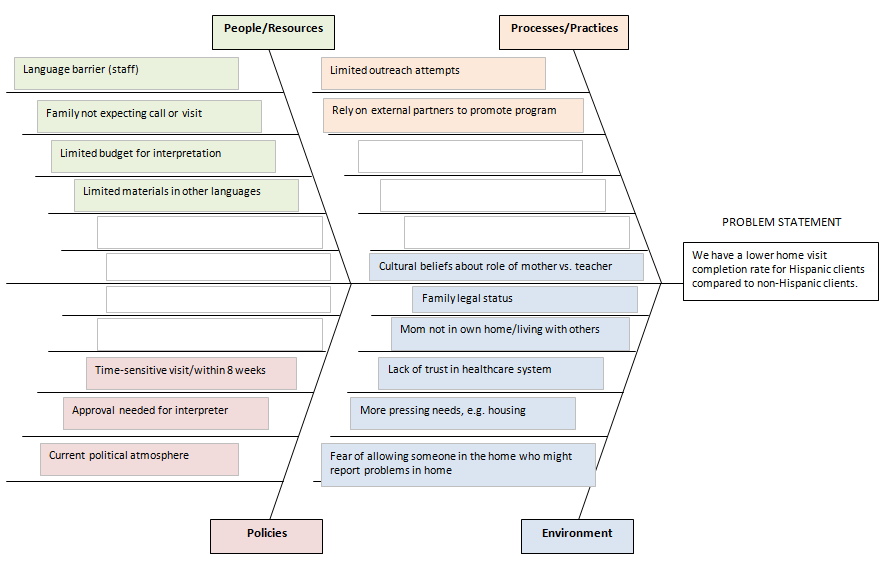 People/Resources
Processes/Practices
Language barrier (staff)
Limited outreach attempts
Family not expecting call or visit
Rely on external partners to promote program
Limited budget for interpretation
Limited materials in other languages
PROBLEM STATEMENT
We have a lower home visit
completion rate for Hispanic clients
compared to non-Hispanic clients.
Cultural beliefs about role of mother vs. teacher
Family legal status
Mom not in own home/living with others
Time-sensitive visit/within 8 weeks
Lack of trust in healthcare system
Approval needed for interpreter
More pressing needs, e.g. housing
Current political atmosphere
Fear of allowing someone in the home who might
report problems in home
Policies
Environment